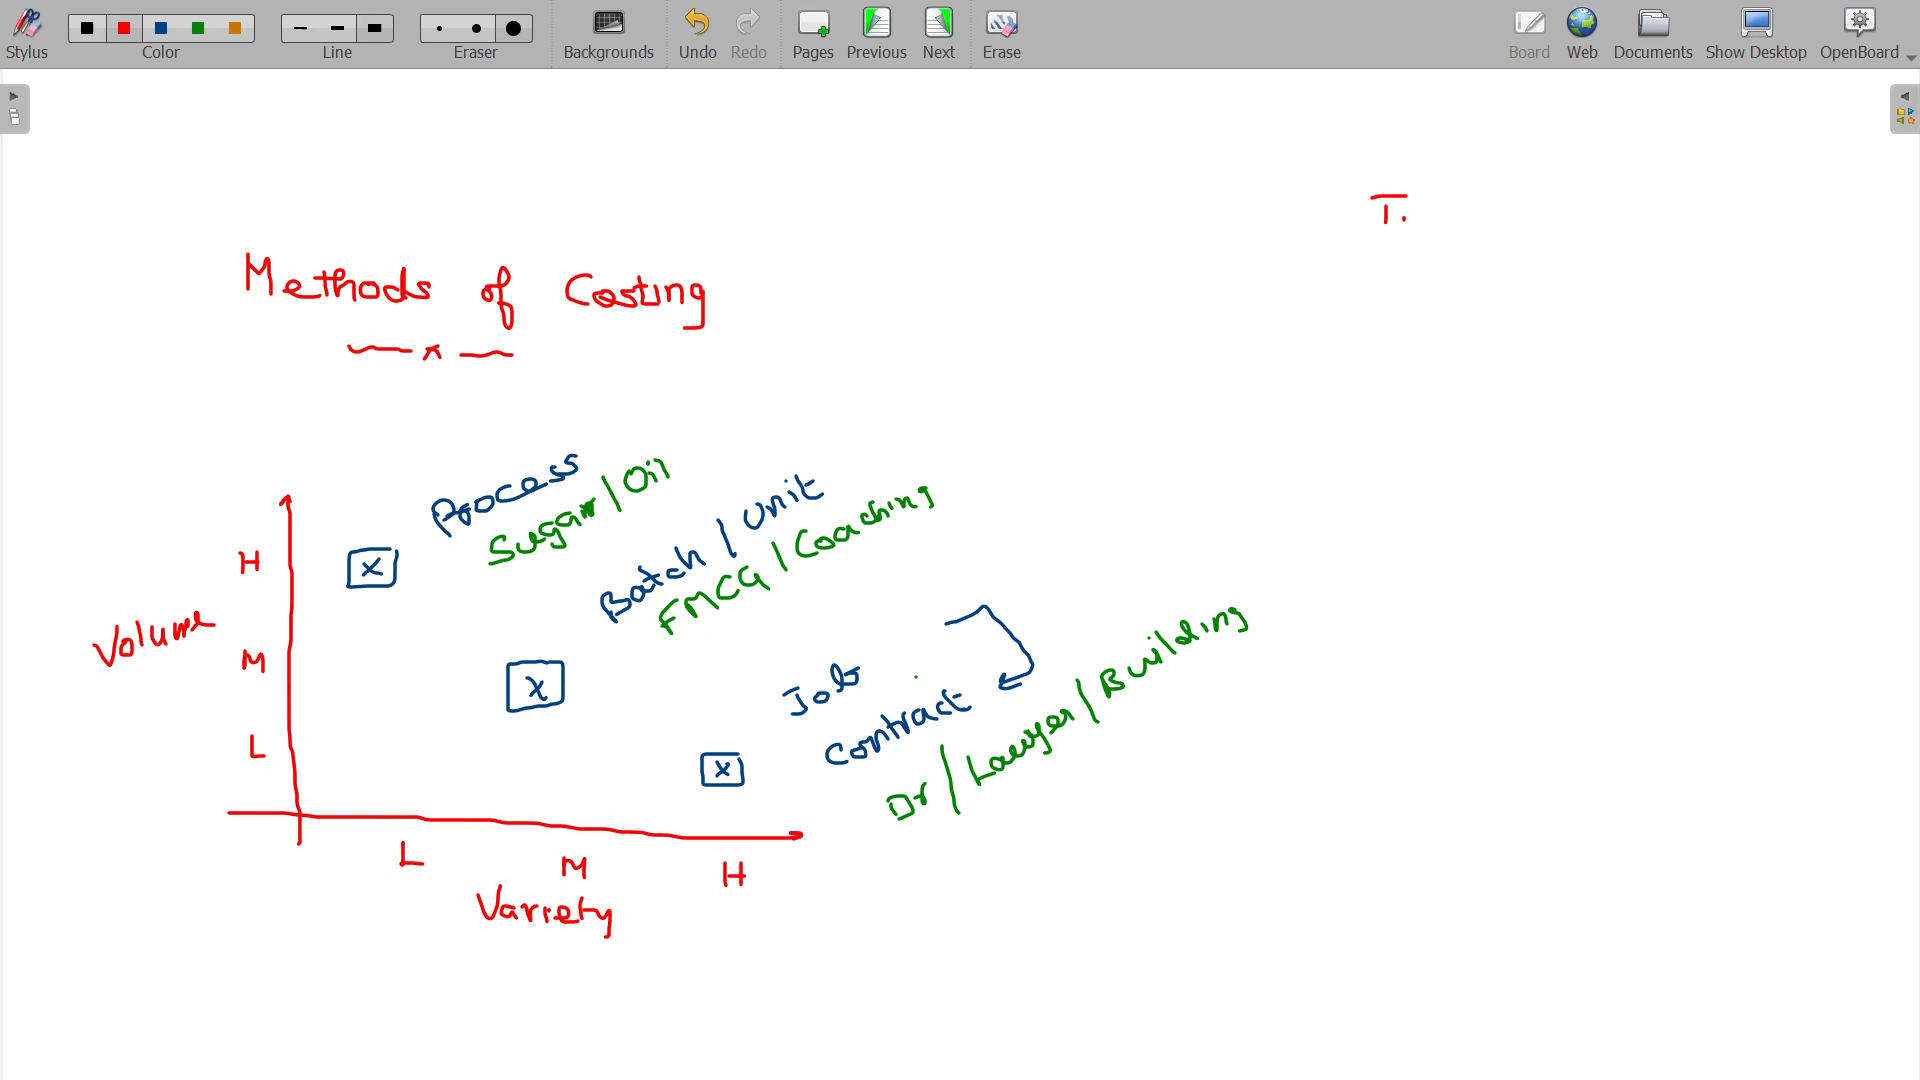 Stylus Color Line Eraser Backgrounds Undo Redo Pages Previous Next Erase Board Web Documents Show Desktop OpenBoard
T.
Methods of Costing
x
Process
Sugar / Oil
Batch / Unit
FMCG / Coaching
H
X
Volume
M
X
Job
Contract
Dr / Lawyer / Building
L
X
L M H
Variety